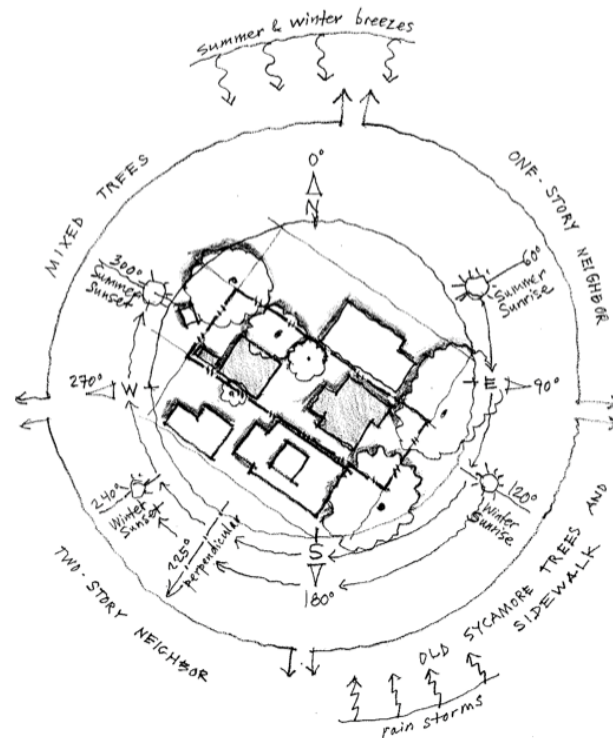 summer & winter breezes
MIXED TREES
0°
N
ONE-STORY NEIGHBOR
300°
Summer
Sunset
60°
Summer
Sunrise
270°
W
E
90°
240°
Winter
Sunset
120°
Winter
Sunrise
225°
perpendicular
S
180°
TWO-STORY NEIGHBOR
OLD SYCAMORE TREES AND
SIDEWALK
rain storms